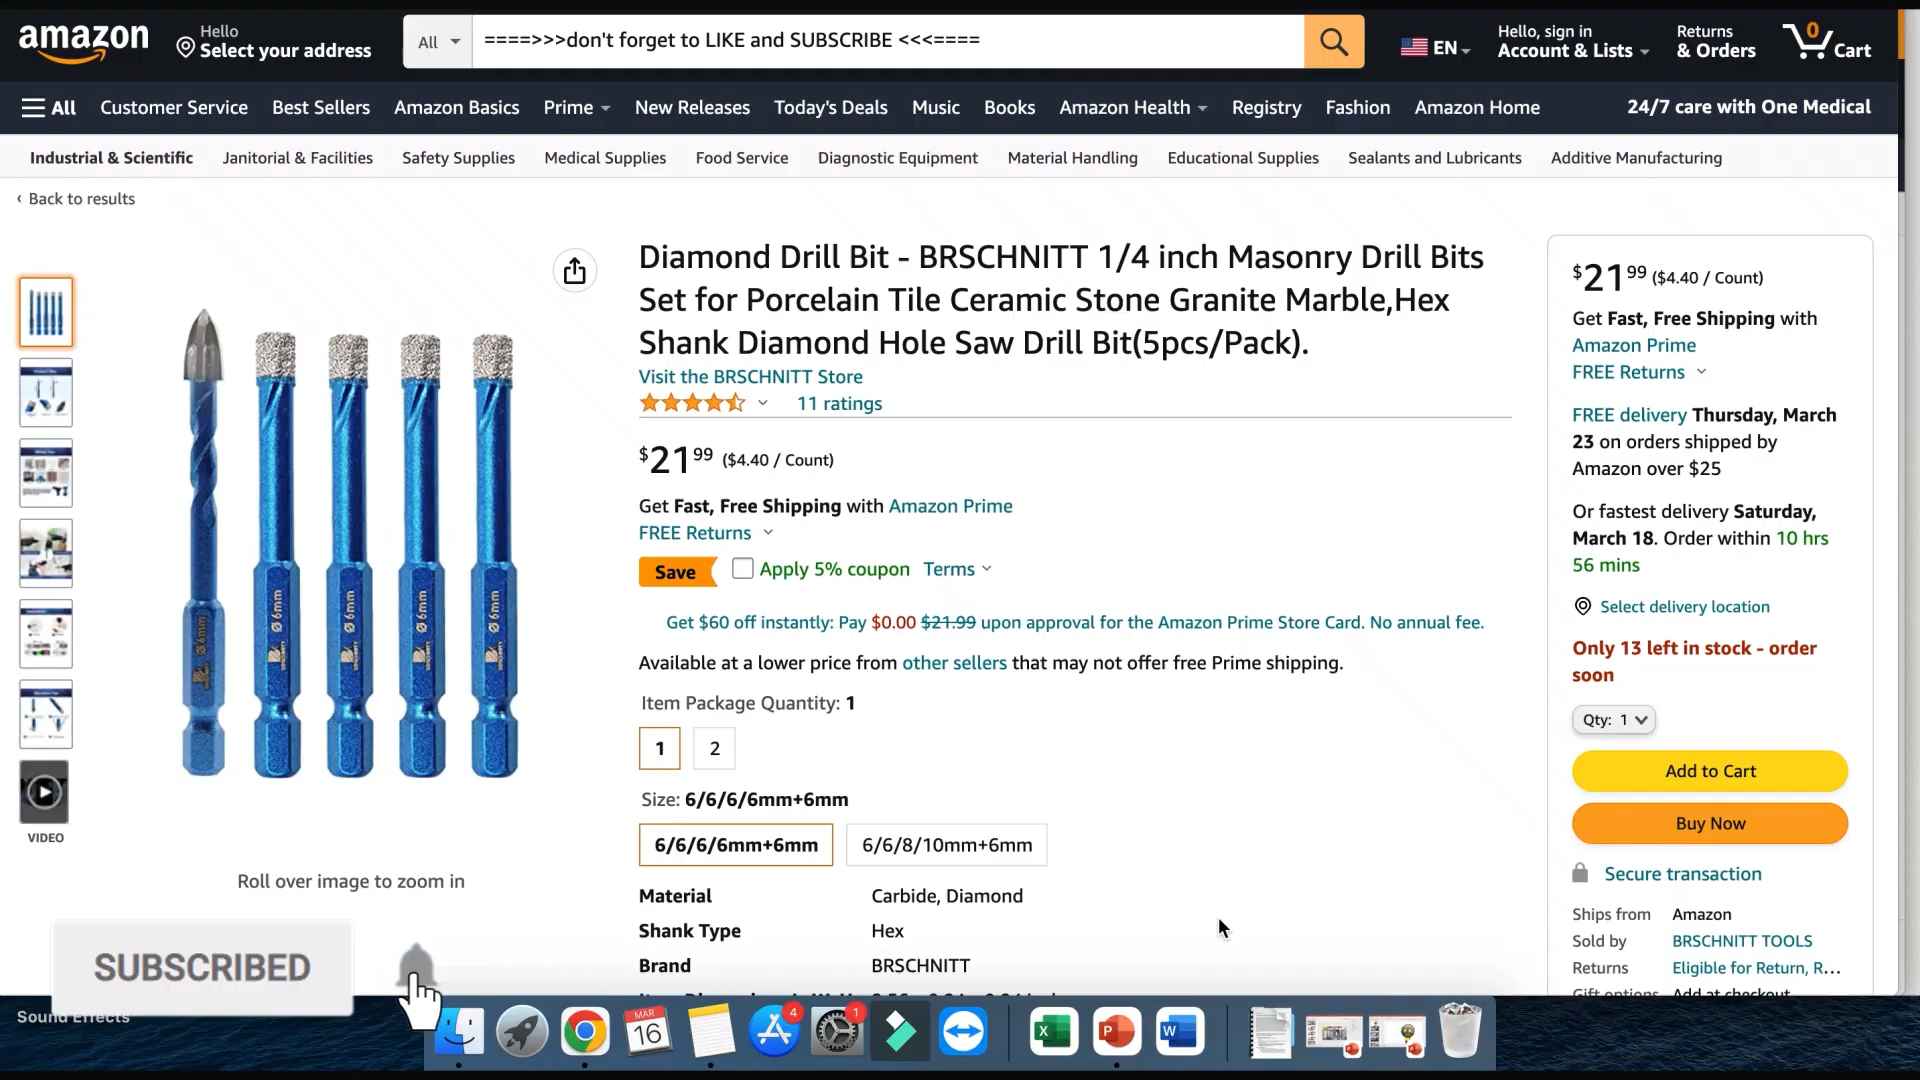 amazon
Hello
Select your address
All
====>>>don't forget to LIKE and SUBSCRIBE <<<====
EN
Hello, sign in
Account & Lists
Returns
& Orders
0
Cart
All
Customer Service
Best Sellers
Amazon Basics
Prime
New Releases
Today's Deals
Music
Books
Amazon Health
Registry
Fashion
Amazon Home
24/7 care with One Medical
Industrial & Scientific
Janitorial & Facilities
Safety Supplies
Medical Supplies
Food Service
Diagnostic Equipment
Material Handling
Educational Supplies
Sealants and Lubricants
Additive Manufacturing
‹ Back to results
VIDEO
Ø 6mm
Ø 6mm
Ø 6mm
Ø 6mm
Ø 6mm
Roll over image to zoom in
Diamond Drill Bit - BRSCHNITT 1/4 inch Masonry Drill Bits
Set for Porcelain Tile Ceramic Stone Granite Marble,Hex
Shank Diamond Hole Saw Drill Bit(5pcs/Pack).
Visit the BRSCHNITT Store
11 ratings
$21 99 ($4.40 / Count)
Get Fast, Free Shipping with Amazon Prime
FREE Returns
Save
Apply 5% coupon
Terms
Get $60 off instantly: Pay $0.00 $21.99 upon approval for the Amazon Prime Store Card. No annual fee.
Available at a lower price from other sellers that may not offer free Prime shipping.
Item Package Quantity: 1
1
2
Size: 6/6/6/6mm+6mm
6/6/6/6mm+6mm
6/6/8/10mm+6mm
Material Carbide, Diamond
Shank Type Hex
Brand BRSCHNITT
$21 99 ($4.40 / Count)
Get Fast, Free Shipping with
Amazon Prime
FREE Returns
FREE delivery Thursday, March
23 on orders shipped by
Amazon over $25
Or fastest delivery Saturday,
March 18. Order within 10 hrs
56 mins
Select delivery location
Only 13 left in stock - order
soon
Qty: 1
Add to Cart
Buy Now
Secure transaction
Ships from Amazon
Sold by BRSCHNITT TOOLS
Returns Eligible for Return, R...
Gift options Add at checkout
SUBSCRIBED
Sound Effects
MAR
16
4
1
X
P
W